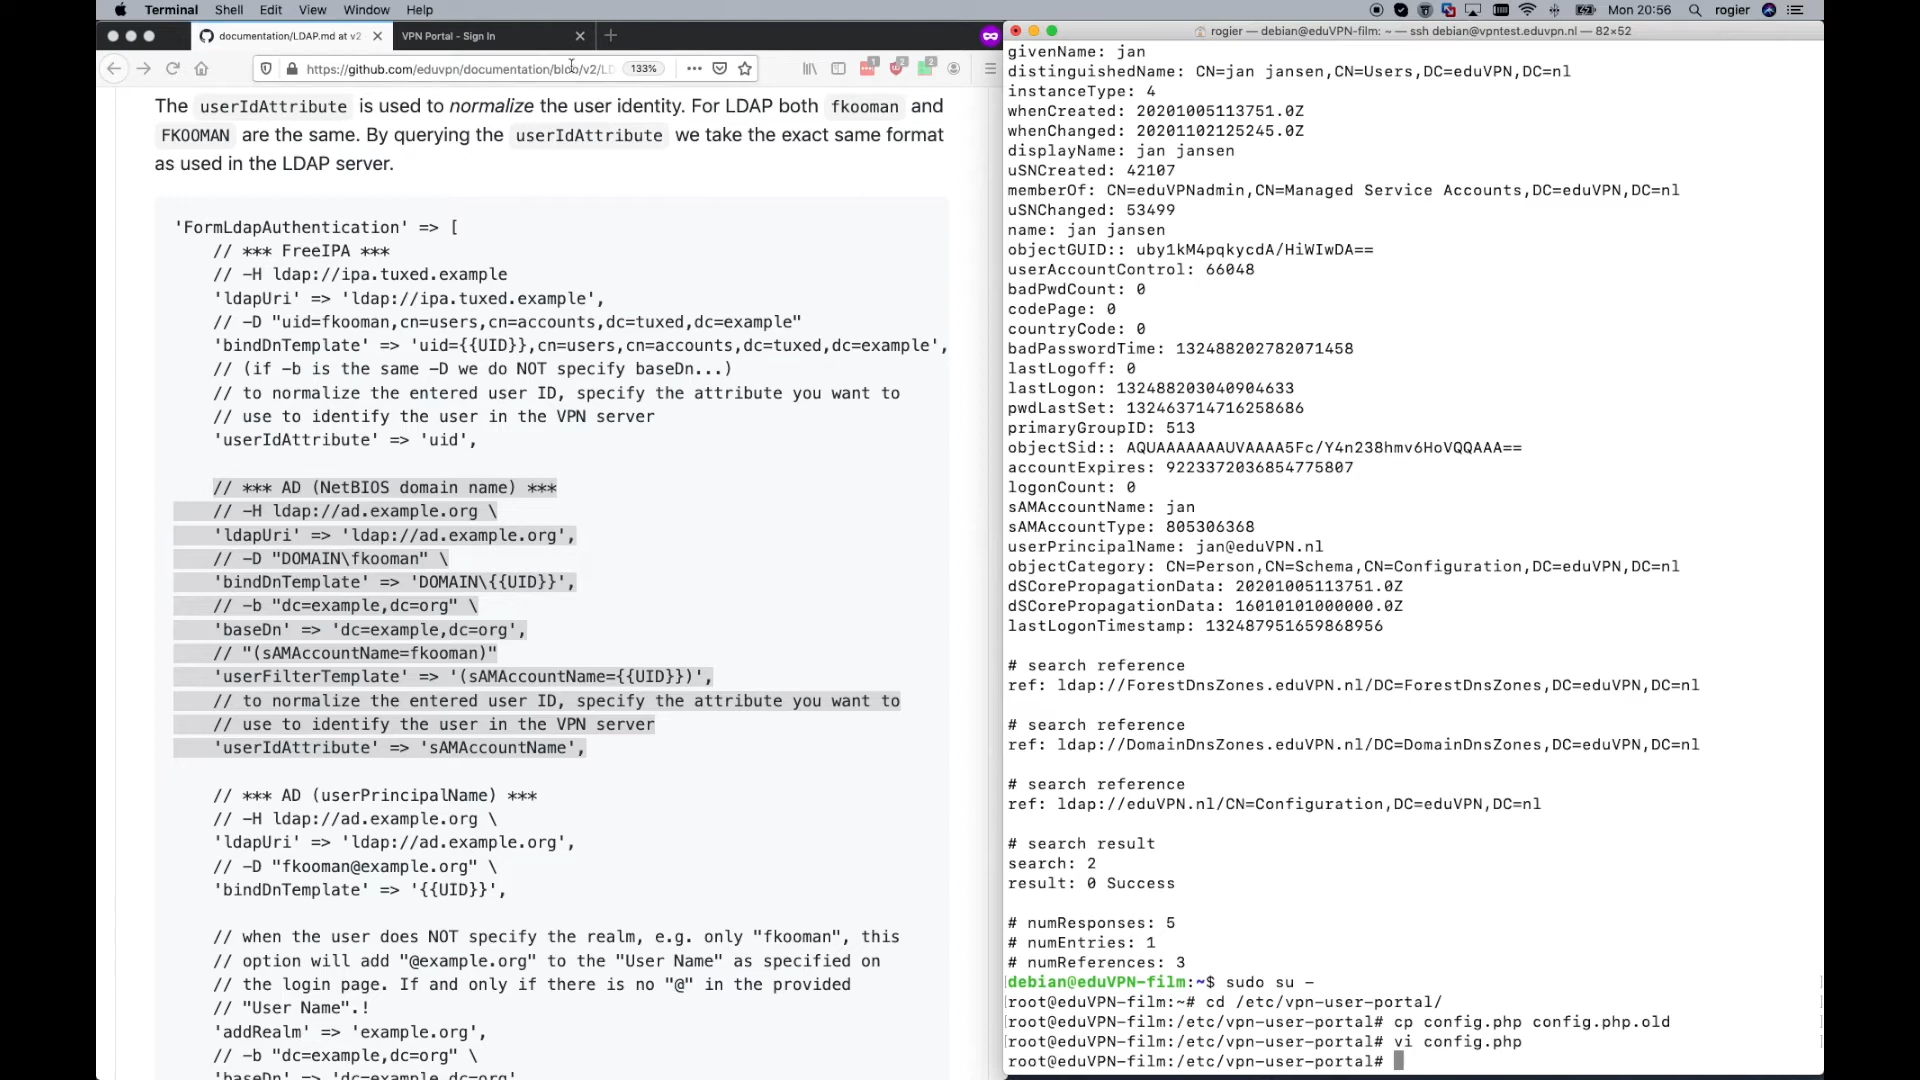 Terminal Shell Edit View Window Help
Mon 20:56 rogier
documentation/LDAP.md at v2
VPN Portal - Sign In
https://github.com/eduvpn/documentation/blob/v2/LD
133%
The userIdAttribute is used to normalize the user identity. For LDAP both fkooman and
FKOOMAN are the same. By querying the userIdAttribute we take the exact same format
as used in the LDAP server.
'FormLdapAuthentication' => [
// *** FreeIPA ***
// -H ldap://ipa.tuxed.example
'ldapUri' => 'ldap://ipa.tuxed.example',
// -D "uid=fkooman,cn=users,cn=accounts,dc=tuxed,dc=example"
'bindDnTemplate' => 'uid={{UID}},cn=users,cn=accounts,dc=tuxed,dc=example',
// (if -b is the same -D we do NOT specify baseDn...)
// to normalize the entered user ID, specify the attribute you want to
// use to identify the user in the VPN server
'userIdAttribute' => 'uid',
// *** AD (NetBIOS domain name) ***
// -H ldap://ad.example.org \
'ldapUri' => 'ldap://ad.example.org',
// -D "DOMAIN\fkooman" \
'bindDnTemplate' => 'DOMAIN\{{UID}}',
// -b "dc=example,dc=org" \
'baseDn' => 'dc=example,dc=org',
// "(sAMAccountName=fkooman)"
'userFilterTemplate' => '(sAMAccountName={{UID}})',
// to normalize the entered user ID, specify the attribute you want to
// use to identify the user in the VPN server
'userIdAttribute' => 'sAMAccountName',
// *** AD (userPrincipalName) ***
// -H ldap://ad.example.org \
'ldapUri' => 'ldap://ad.example.org',
// -D "fkooman@example.org" \
'bindDnTemplate' => '{{UID}}',
// when the user does NOT specify the realm, e.g. only "fkooman", this
// option will add "@example.org" to the "User Name" as specified on
// the login page. If and only if there is no "@" in the provided
// "User Name".!
'addRealm' => 'example.org',
// -b "dc=example,dc=org" \
'baseDn' => 'dc=example,dc=org',
rogier — debian@eduVPN-film: ~ — ssh debian@vpntest.eduvpn.nl — 82×52
givenName: jan
distinguishedName: CN=jan jansen,CN=Users,DC=eduVPN,DC=nl
instanceType: 4
whenCreated: 20201005113751.0Z
whenChanged: 20201102125245.0Z
displayName: jan jansen
uSNCreated: 42107
memberOf: CN=eduVPNadmin,CN=Managed Service Accounts,DC=eduVPN,DC=nl
uSNChanged: 53499
name: jan jansen
objectGUID:: uby1kM4pqkycdA/HiWIwDA==
userAccountControl: 66048
badPwdCount: 0
codePage: 0
countryCode: 0
badPasswordTime: 132488202782071458
lastLogoff: 0
lastLogon: 132488203040904633
pwdLastSet: 132463714716258686
primaryGroupID: 513
objectSid:: AQUAAAAAAAUVAAAA5Fc/Y4n238hmv6HoVQQAAA==
accountExpires: 9223372036854775807
logonCount: 0
sAMAccountName: jan
sAMAccountType: 805306368
userPrincipalName: jan@eduVPN.nl
objectCategory: CN=Person,CN=Schema,CN=Configuration,DC=eduVPN,DC=nl
dSCorePropagationData: 20201005113751.0Z
dSCorePropagationData: 16010101000000.0Z
lastLogonTimestamp: 132487951659868956
# search reference
ref: ldap://ForestDnsZones.eduVPN.nl/DC=ForestDnsZones,DC=eduVPN,DC=nl
# search reference
ref: ldap://DomainDnsZones.eduVPN.nl/DC=DomainDnsZones,DC=eduVPN,DC=nl
# search reference
ref: ldap://eduVPN.nl/CN=Configuration,DC=eduVPN,DC=nl
# search result
search: 2
result: 0 Success
# numResponses: 5
# numEntries: 1
# numReferences: 3
debian@eduVPN-film:~$ sudo su -
root@eduVPN-film:~# cd /etc/vpn-user-portal/
root@eduVPN-film:/etc/vpn-user-portal# cp config.php config.php.old
root@eduVPN-film:/etc/vpn-user-portal# vi config.php
root@eduVPN-film:/etc/vpn-user-portal#